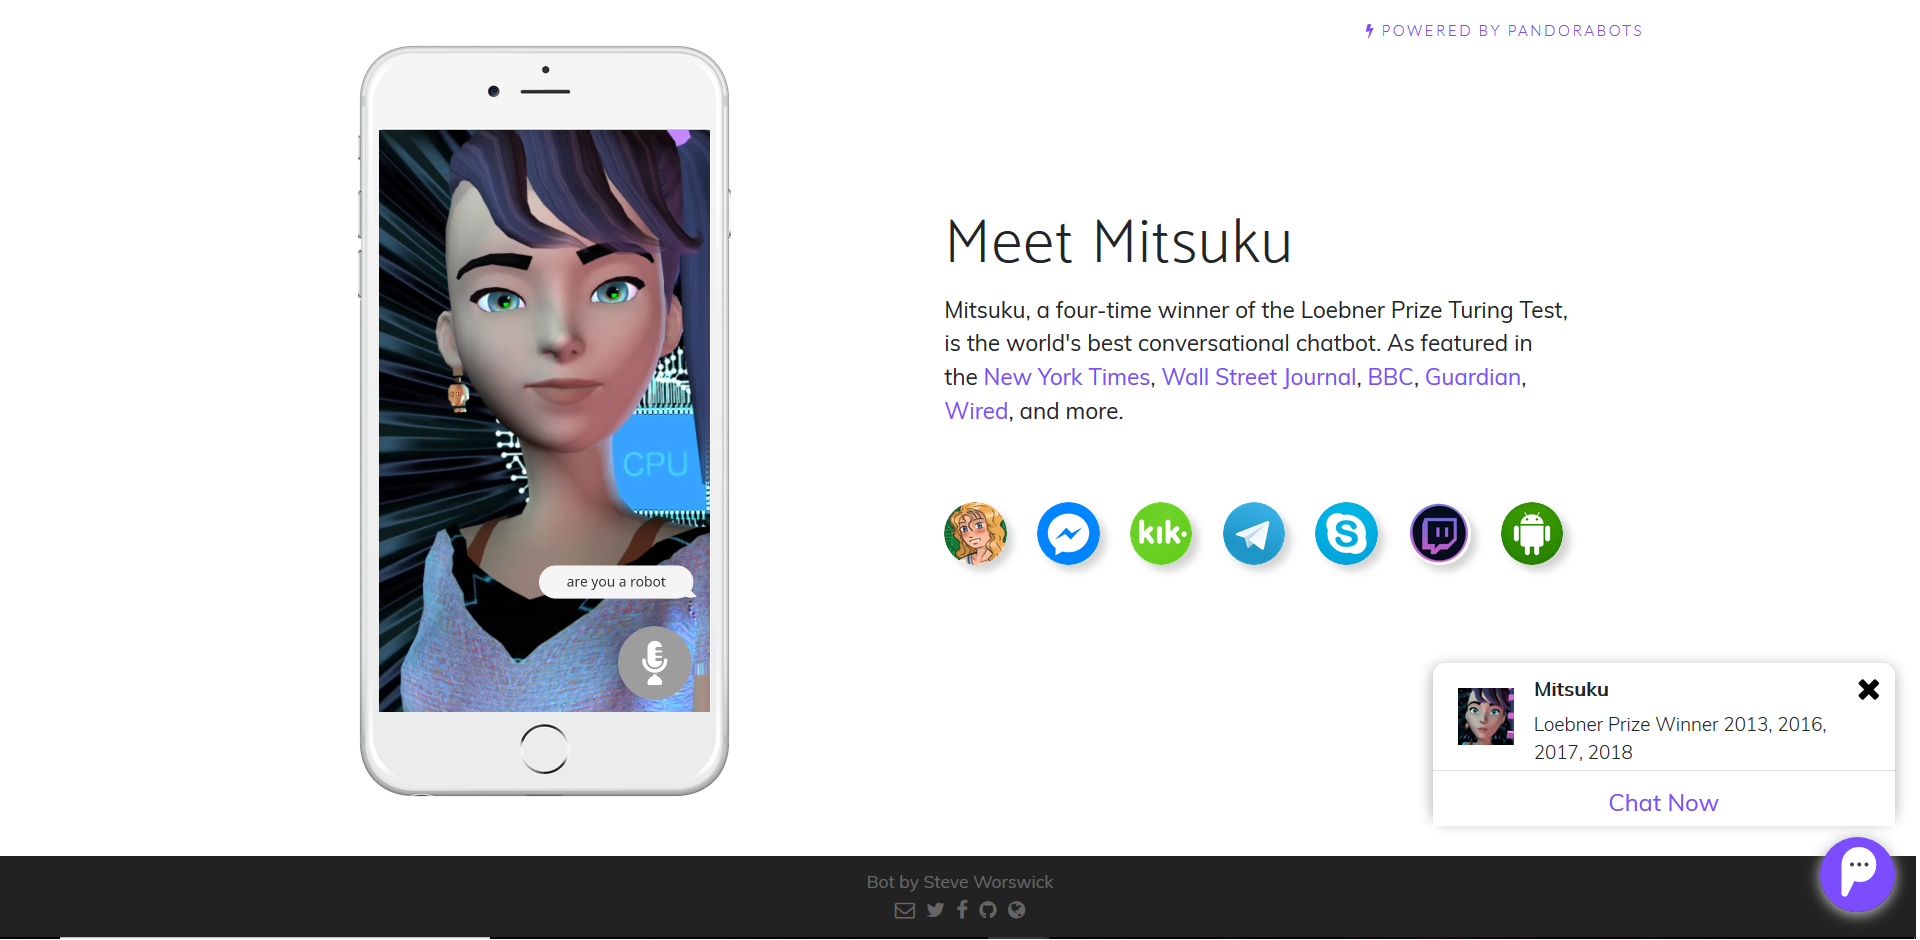 POWERED BY PANDORABOTS
CPU
are you a robot
Meet Mitsuku
Mitsuku, a four-time winner of the Loebner Prize Turing Test,
is the world's best conversational chatbot. As featured in
the New York Times, Wall Street Journal, BBC, Guardian,
Wired, and more.
kik.
Mitsuku
Loebner Prize Winner 2013, 2016,
2017, 2018
Chat Now
Bot by Steve Worswick